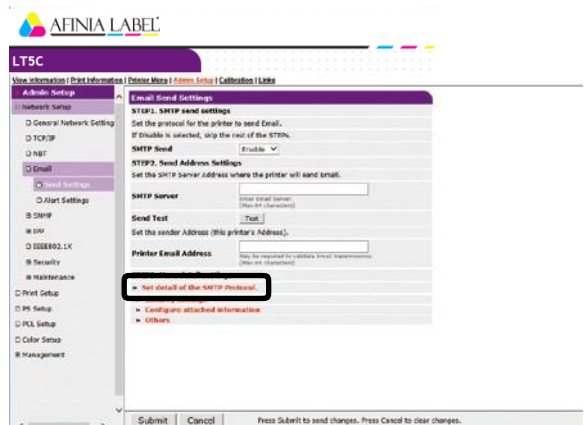 AFINIA LABEL
LT5C
View Information | Print Information | Printer Menu | Admin Setup | Calibration | Links
Admin Setup
Network Setup
General Network Setting
TCP/IP
NBT
Email
Send Settings
Alert Settings
SNMP
IPP
IEEE802.1X
Security
Maintenance
Print Setup
PS Setup
PCL Setup
Color Setup
Management
Email Send Settings
STEP1. SMTP send settings
Set the protocol for the printer to send Email.
If Disable is selected, skip the rest of the STEPs.
SMTP Send
Enable
STEP2. Send Address Settings
Set the SMTP Server Address where the printer will send Email.
SMTP Server
Enter Email Server
(Max 64 characters)
Send Test
Test
Set the sender Address (this printer's Address).
Printer Email Address
May be required to validate Email transmissions.
(Max 64 characters)
Set detail of the SMTP Protocol.
Configure attached information
Others
Submit
Cancel
Press Submit to send changes. Press Cancel to clear changes.